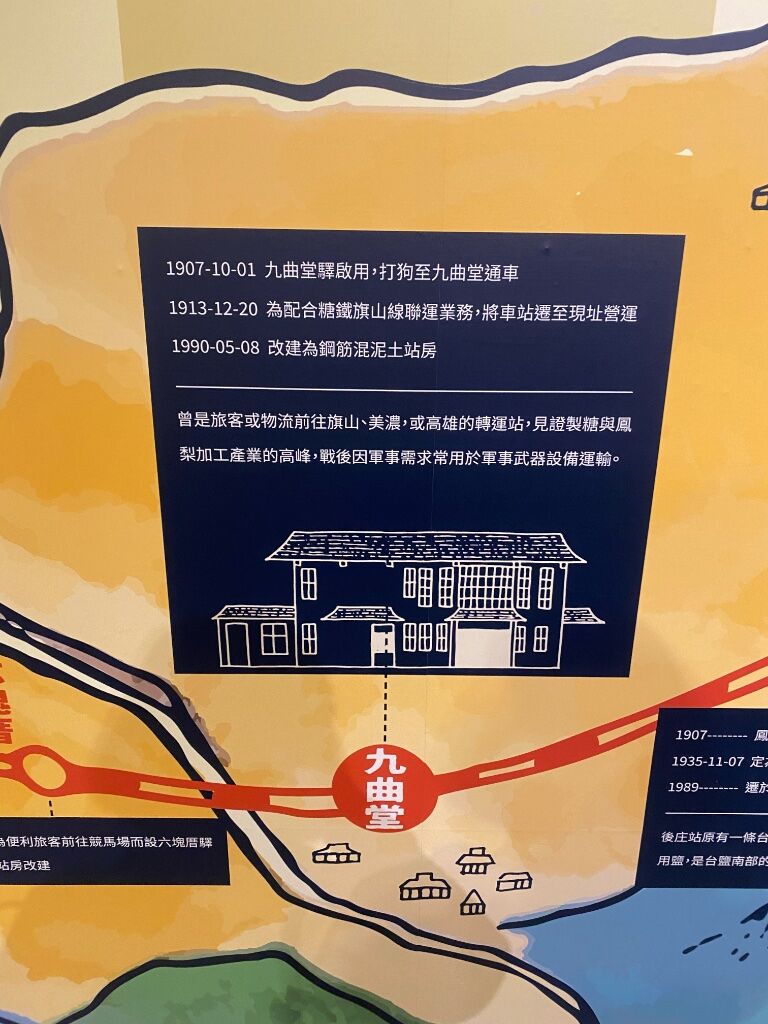 1907-10-01 九曲堂驛啟用，打狗至九曲堂通車
1913-12-20 為配合糖鐵旗山線聯運業務，將車站遷至現址營運
1990-05-08 改建為鋼筋混泥土站房
曾是旅客或物流前往旗山、美濃，或高雄的轉運站，見證製糖與鳳
梨加工產業的高峰，戰後因軍事需求常用於軍事武器設備運輸。
九曲堂
為便利旅客前往競馬場而設六塊厝驛
站房改建
塊厝
1907-------- 鳳
1935-11-07 定
1989-------- 遷於
後庄站原有一條台
用鹽，是台鹽南部的